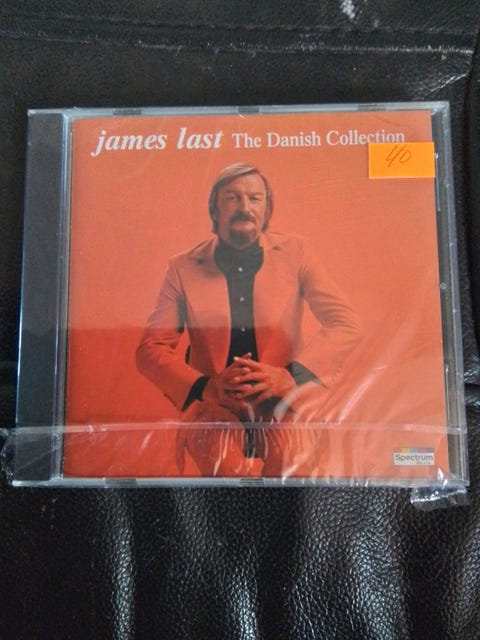 james last The Danish Collection
40
Spectrum